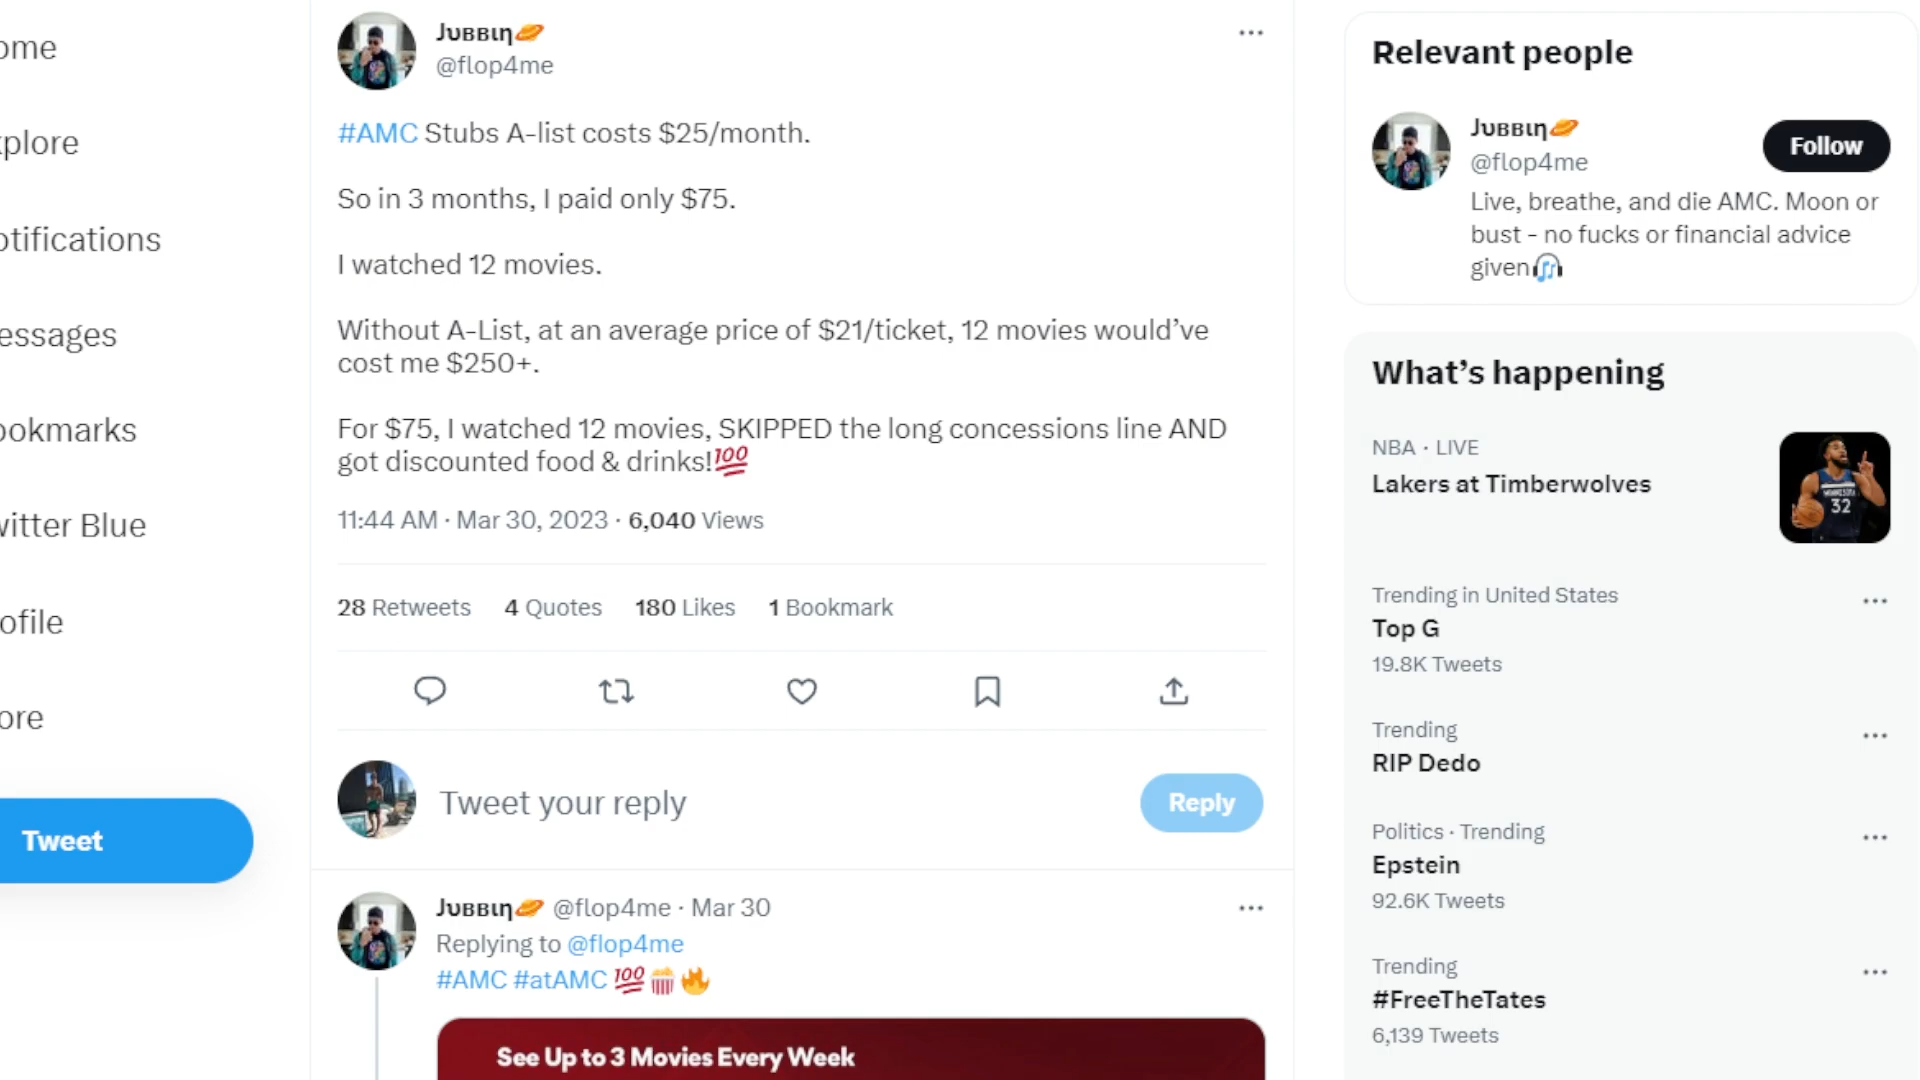 ome
xplore
otifications
essages
ookmarks
witter Blue
rofile
ore
Tweet
Jᴜʙʙιη🪐
@flop4me
#AMC Stubs A-list costs $25/month.
So in 3 months, I paid only $75.
I watched 12 movies.
Without A-List, at an average price of $21/ticket, 12 movies would’ve
cost me $250+.
For $75, I watched 12 movies, SKIPPED the long concessions line AND
got discounted food & drinks!💯
11:44 AM · Mar 30, 2023 · 6,040 Views
28 Retweets 4 Quotes 180 Likes 1 Bookmark
Tweet your reply
Reply
Jᴜʙʙιη🪐 @flop4me · Mar 30
Replying to @flop4me
#AMC #atAMC 💯🍿🔥
See Up to 3 Movies Every Week
Relevant people
Jᴜʙʙιη🪐
@flop4me
Follow
Live, breathe, and die AMC. Moon or
bust - no fucks or financial advice
given🎧
What’s happening
NBA · LIVE
Lakers at Timberwolves
MINNESOTA
32
Trending in United States
Top G
19.8K Tweets
Trending
RIP Dedo
Politics · Trending
Epstein
92.6K Tweets
Trending
#FreeTheTates
6,139 Tweets